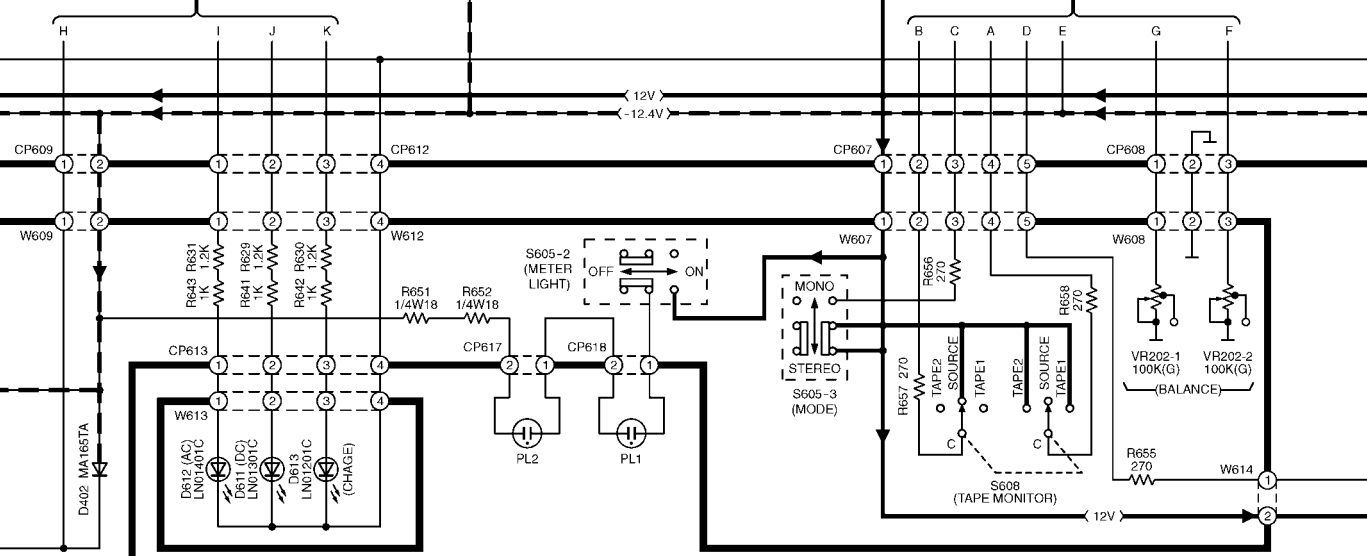 H I J K B C A D E G F
12V
-12.4V
CP609 1 2 1 2 3 4 CP612 CP607 1 2 3 4 5 CP608 1 2 3
W609 1 2 1 2 3 4 W612 W607 1 2 3 4 5 W608 1 2 3
R631 1.2K
R629 1.2K
R630 1.2K
R643 1K
R641 1K
R642 1K
S605-2
(METER
LIGHT)
OFF ON
R656
270
R658
270
MONO
STEREO
S605-3
(MODE)
R651
1/4W18
R652
1/4W18
CP613 1 2 3 4 CP617 2 1 CP618 2 1
W613 1 2 3 4
R657 270
TAPE2
SOURCE
TAPE1
TAPE2
SOURCE
TAPE1
C C
S608
(TAPE MONITOR)
VR202-1
100K(G)
VR202-2
100K(G)
(BALANCE)
PL2 PL1
D402 MA165TA
D612 (AC)
LN01401C
D611 (DC)
LN01301C
D613
LN01201C
(CHAGE)
R655
270
W614 1
2
12V